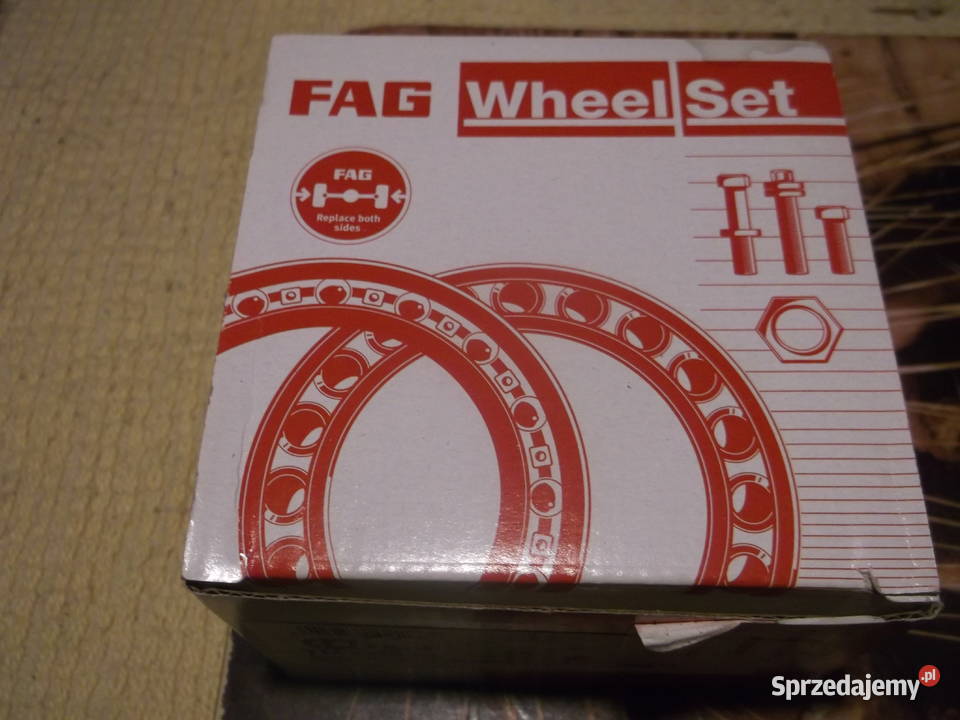 FAG Wheel Set
FAG
Replace both
sides
Sprzedajemy.pl